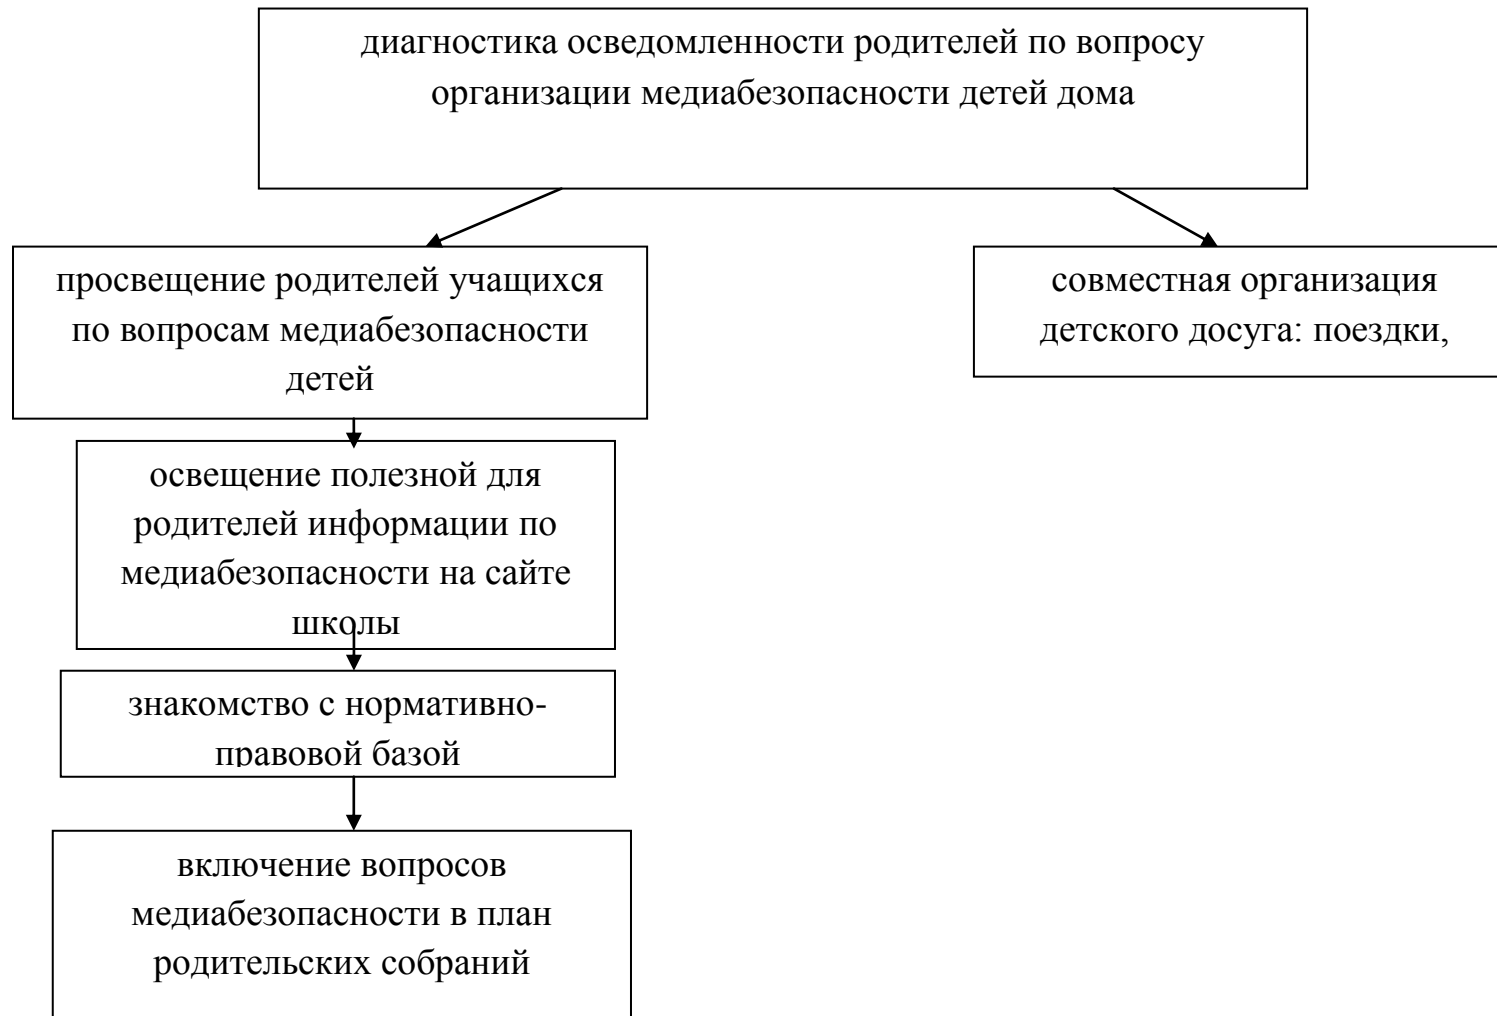 диагностика осведомленности родителей по вопросу
организации медиабезопасности детей дома
просвещение родителей учащихся
по вопросам медиабезопасности
детей
совместная организация
детского досуга: поездки,
освещение полезной для
родителей информации по
медиабезопасности на сайте
школы
знакомство с нормативно-
правовой базой
включение вопросов
медиабезопасности в план
родительских собраний